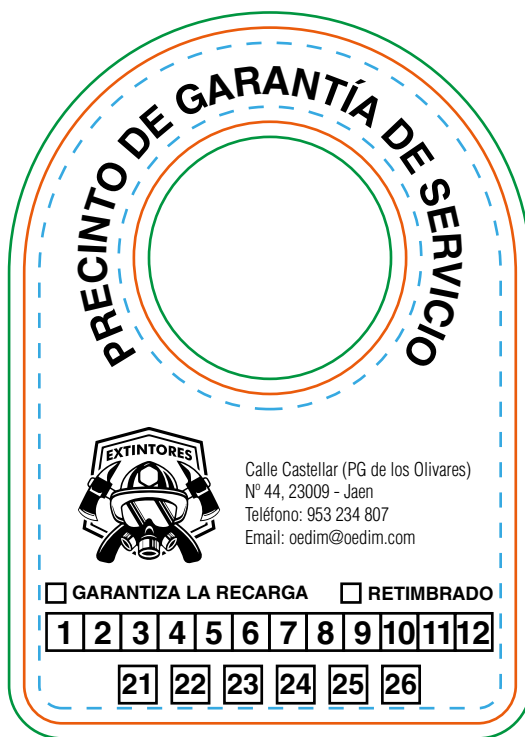 PRECINTO DE GARANTÍA DE SERVICIO
EXTINTORES
Calle Castellar (PG de los Olivares)
Nº 44, 23009 - Jaen
Teléfono: 953 234 807
Email: oedim@oedim.com
GARANTIZA LA RECARGA RETIMBRADO
1 2 3 4 5 6 7 8 9 10 11 12
21 22 23 24 25 26